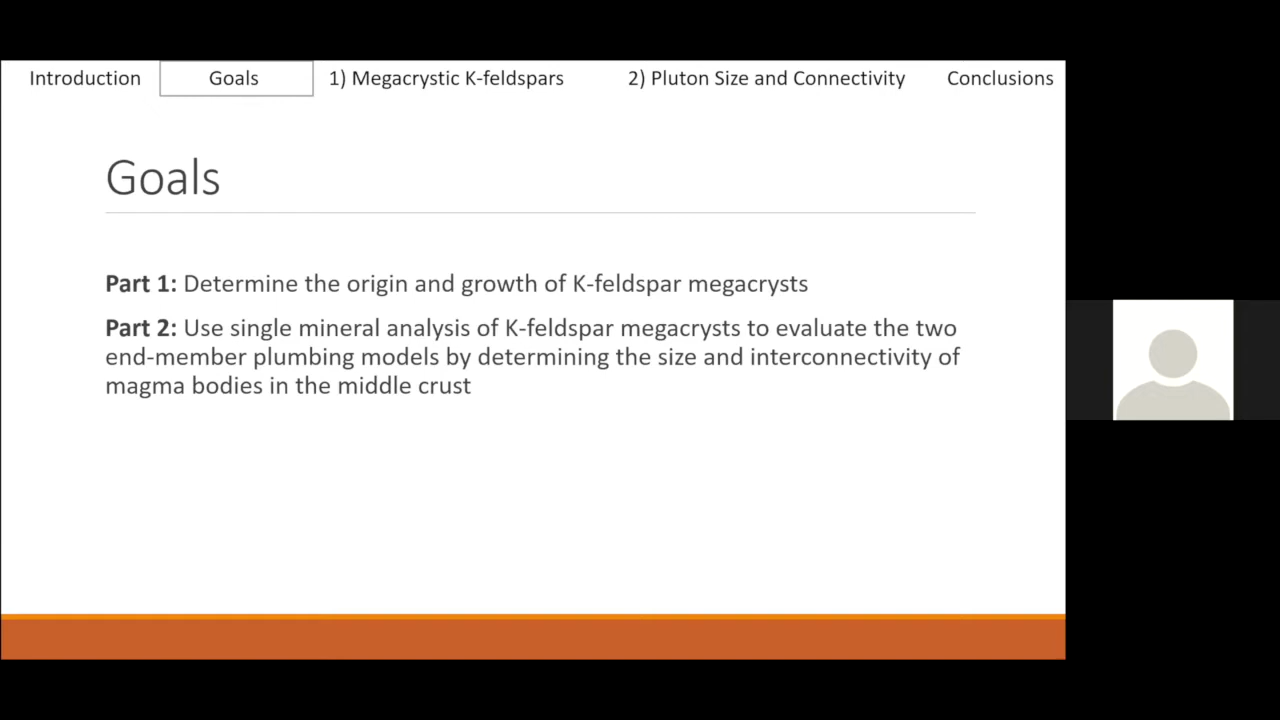 Introduction Goals 1) Megacrystic K-feldspars 2) Pluton Size and Connectivity Conclusions
Goals
Part 1: Determine the origin and growth of K-feldspar megacrysts
Part 2: Use single mineral analysis of K-feldspar megacrysts to evaluate the two
end-member plumbing models by determining the size and interconnectivity of
magma bodies in the middle crust